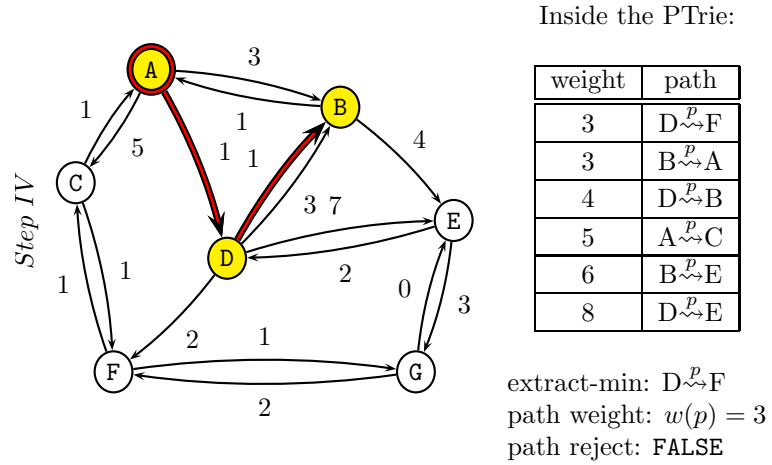 Inside the PTrie:
weight path
3 D p⇝ F
3 B p⇝ A
4 D p⇝ B
5 A p⇝ C
6 B p⇝ E
8 D p⇝ E
extract-min: D p⇝ F
path weight: w(p) = 3
path reject: FALSE
Step IV
A
3
B
1
1
5
1
1
4
C
3 7
E
D
2
1
1
0
3
2
1
F
G
2